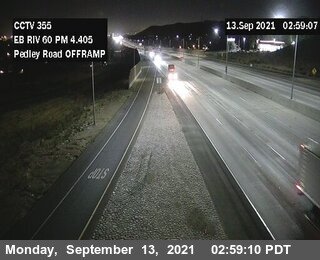 CCTV 355
EB RIV 60 PM 4.405
Pedley Road OFFRAMP
13.Sep 2021 02:59:07
STOP
Monday, September 13, 2021 02:59:10 PDT